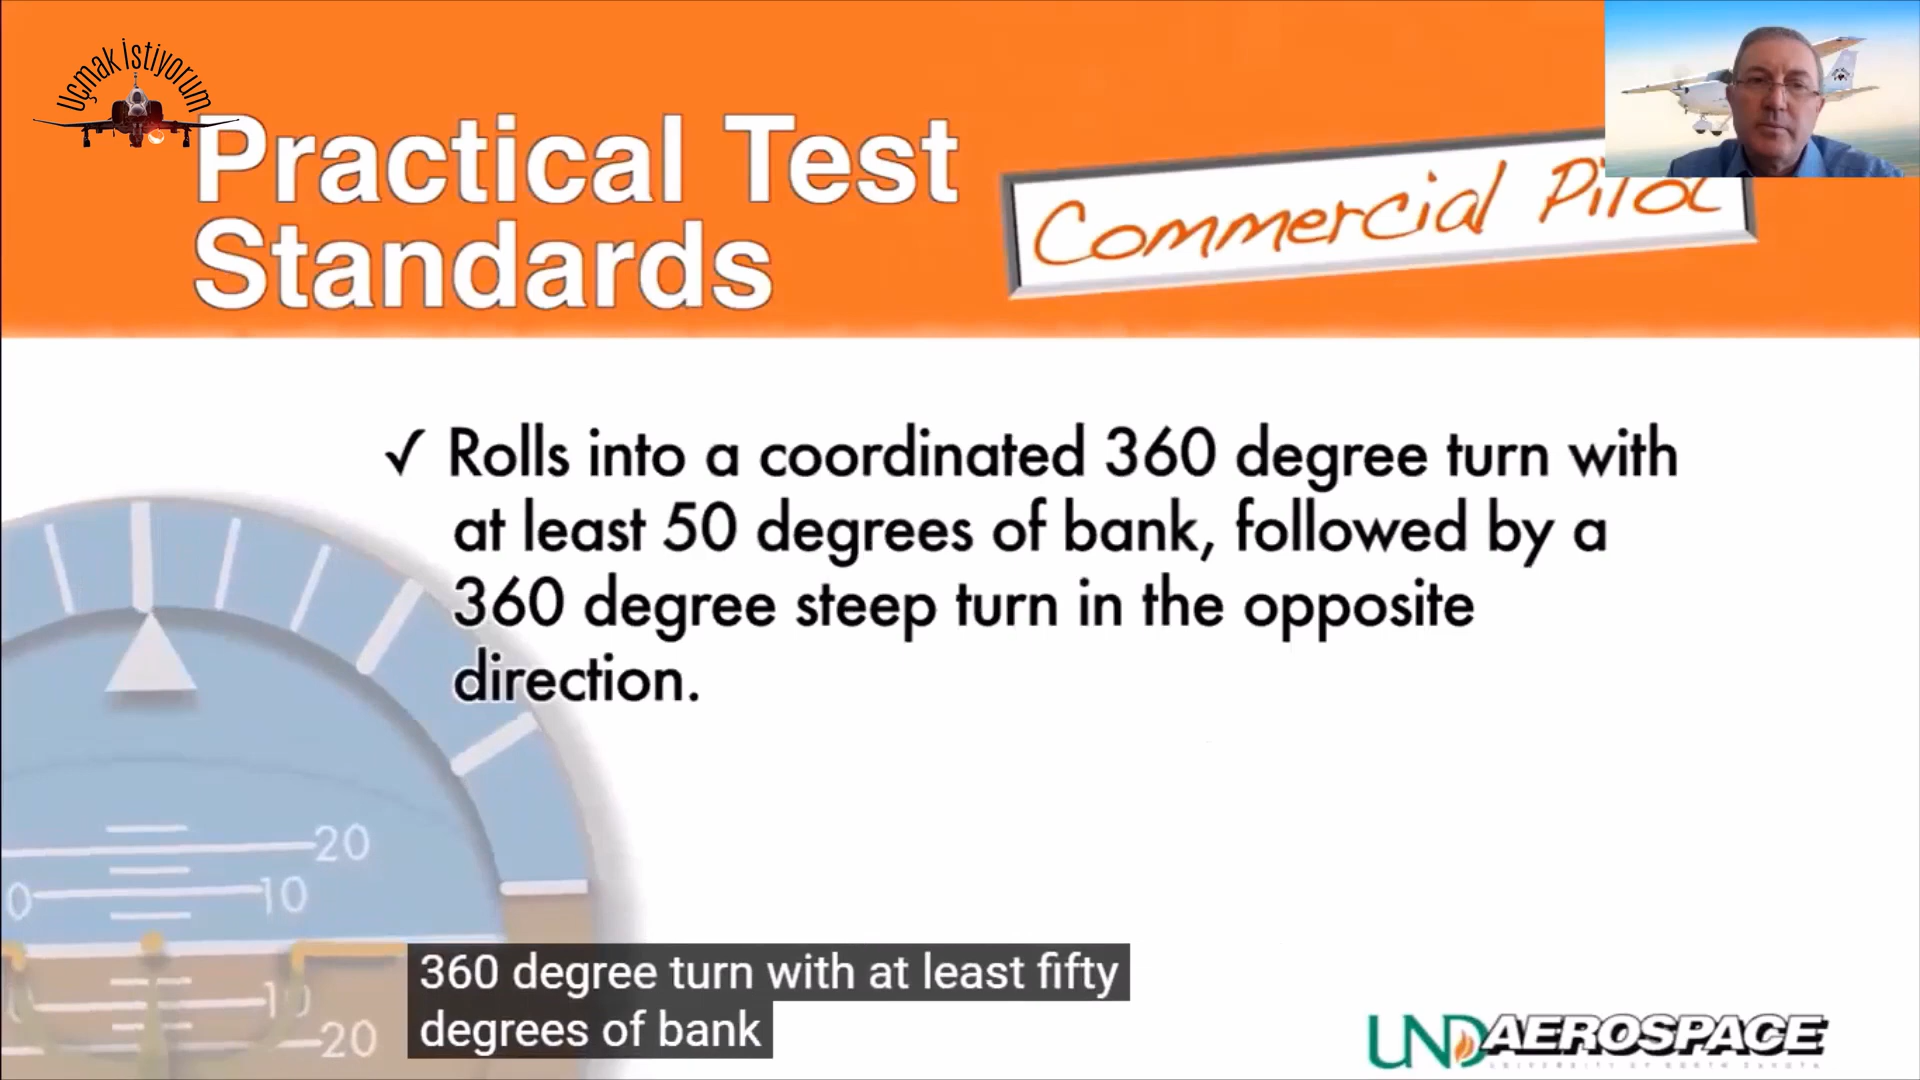 Uçmak İstiyorum
Practical Test
Standards
Commercial Pilot
✓ Rolls into a coordinated 360 degree turn with
at least 50 degrees of bank, followed by a
360 degree steep turn in the opposite
direction.
20
0 10
10
20
360 degree turn with at least fifty
degrees of bank
UND AEROSPACE